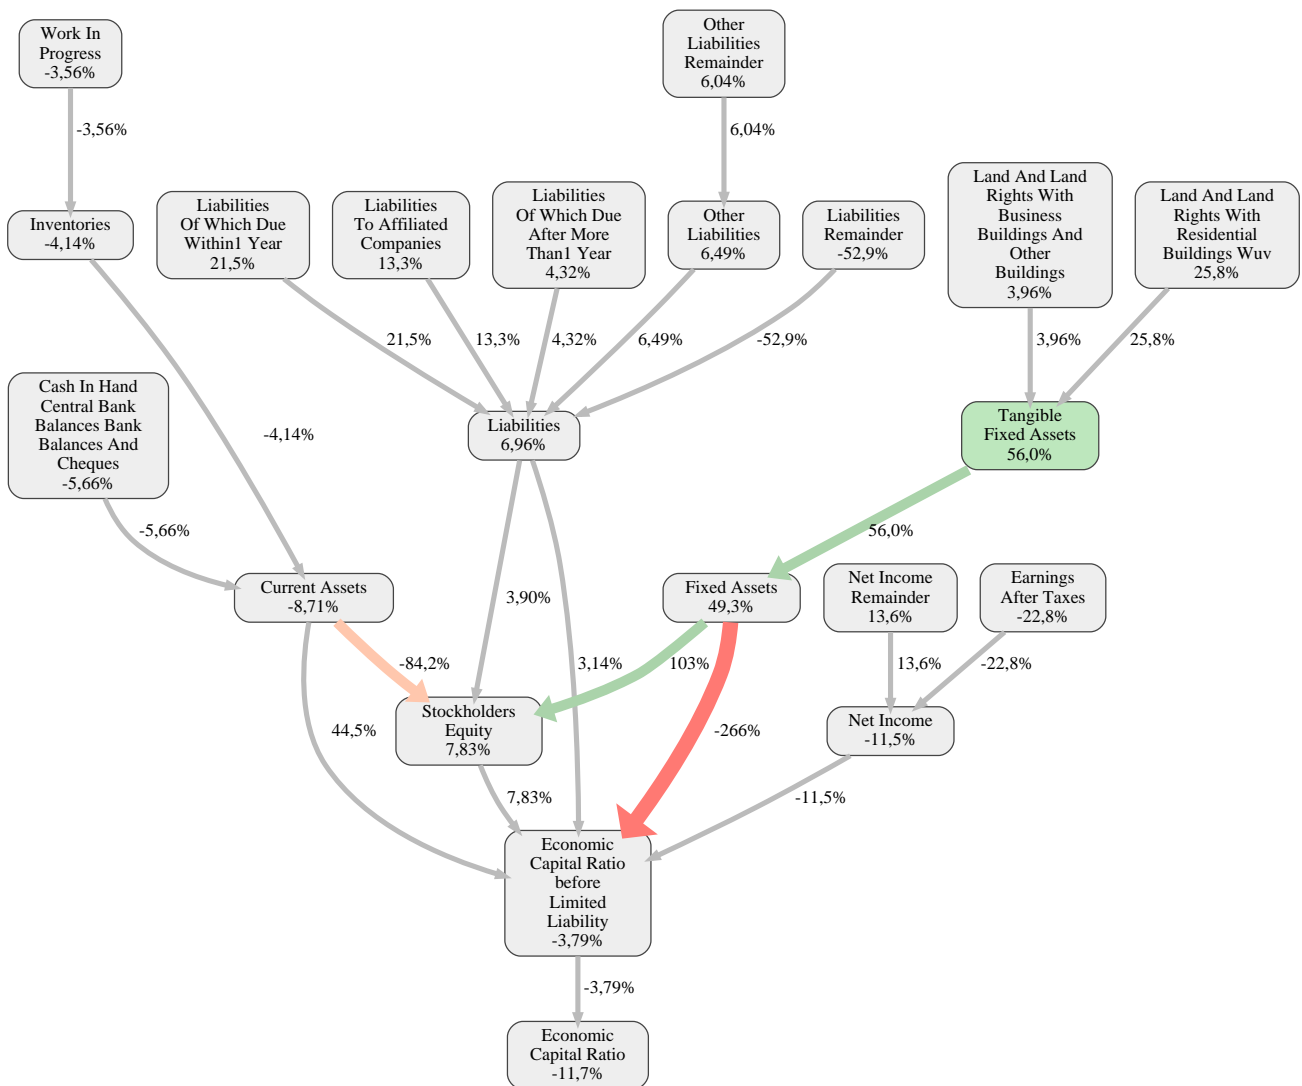 Work In
Progress
-3,56%
Other
Liabilities
Remainder
6,04%
-3,56%
6,04%
Inventories
-4,14%
Liabilities
Of Which Due
Within1 Year
21,5%
Liabilities
To Affiliated
Companies
13,3%
Liabilities
Of Which Due
After More
Than1 Year
4,32%
Other
Liabilities
6,49%
Liabilities
Remainder
-52,9%
Land And Land
Rights With
Business
Buildings And
Other
Buildings
3,96%
Land And Land
Rights With
Residential
Buildings Wuv
25,8%
21,5%
13,3%
4,32%
6,49%
-52,9%
3,96%
25,8%
Cash In Hand
Central Bank
Balances Bank
Balances And
Cheques
-5,66%
-4,14%
Liabilities
6,96%
Tangible
Fixed Assets
56,0%
-5,66%
56,0%
Current Assets
-8,71%
3,90%
Fixed Assets
49,3%
Net Income
Remainder
13,6%
Earnings
After Taxes
-22,8%
-84,2%
3,14%
103%
13,6%
-22,8%
Stockholders
Equity
7,83%
44,5%
-266%
Net Income
-11,5%
7,83%
-11,5%
Economic
Capital Ratio
before
Limited
Liability
-3,79%
-3,79%
Economic
Capital Ratio
-11,7%